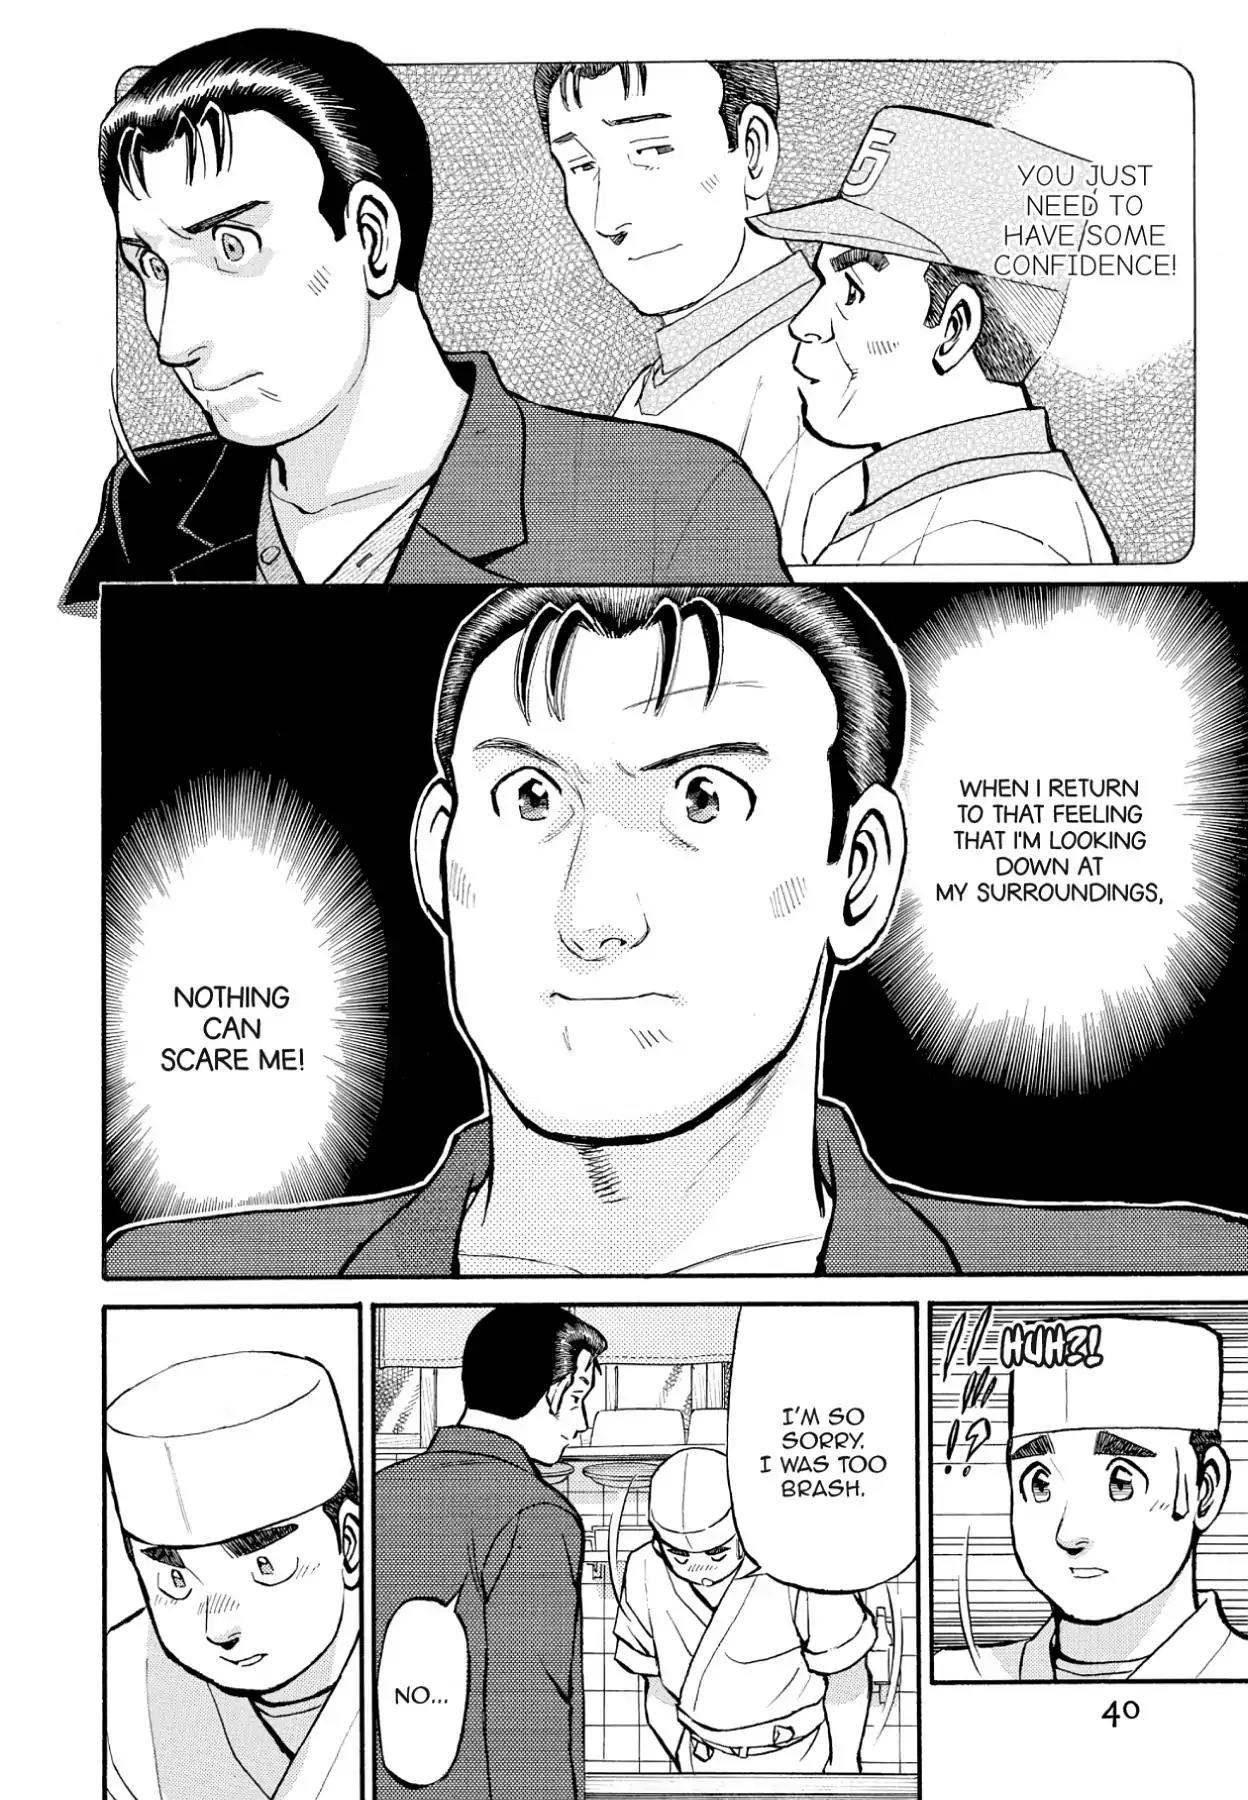 YOU JUST
NEED TO
HAVE SOME
CONFIDENCE!
WHEN I RETURN
TO THAT FEELING
THAT I'M LOOKING
DOWN AT
MY SURROUNDINGS,
NOTHING
CAN
SCARE ME!
HUH?!
I'M SO
SORRY.
I WAS TOO
BRASH.
NO...
40